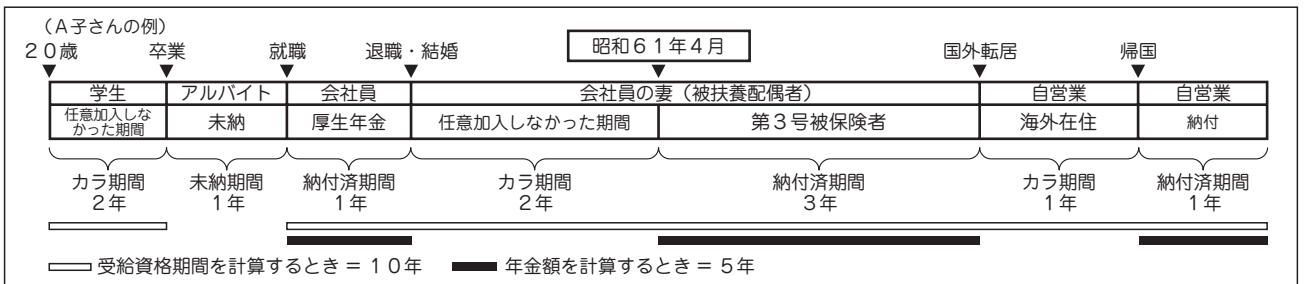 （Ａ子さんの例）
２０歳 卒業 就職 退職・結婚 昭和６１年４月 国外転居 帰国
学生 アルバイト 会社員 会社員の妻（被扶養配偶者） 自営業 自営業
任意加入しな
かった期間
未納 厚生年金 任意加入しなかった期間 第３号被保険者 海外在住 納付
カラ期間 未納期間 納付済期間 カラ期間 納付済期間 カラ期間 納付済期間
２年 １年 １年 ２年 ３年 １年 １年
受給資格期間を計算するとき＝１０年 年金額を計算するとき＝５年